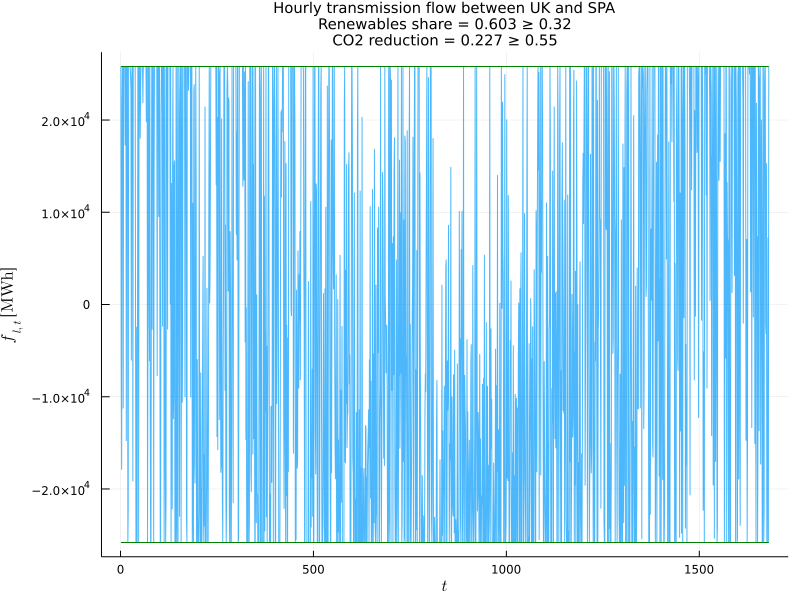 Hourly transmission flow between UK and SPA
Renewables share = 0.603 ≥ 0.32
CO2 reduction = 0.227 ≥ 0.55
2.0×10⁴
1.0×10⁴
0
−1.0×10⁴
−2.0×10⁴
f l,t [MWh]
0 500 1000 1500
t